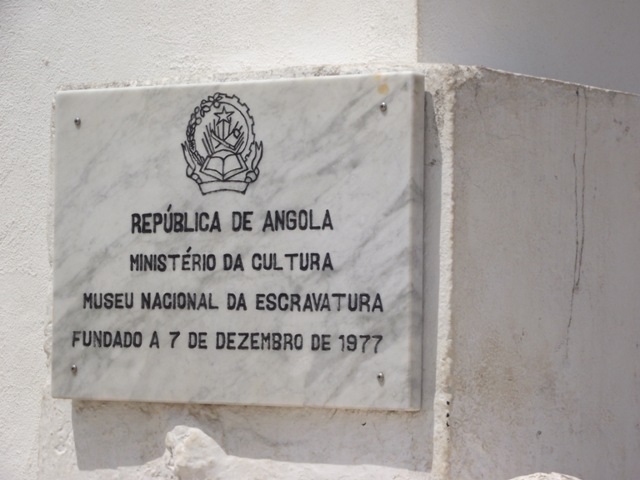 REPÚBLICA DE ANGOLA
MINISTÉRIO DA CULTURA
MUSEU NACIONAL DA ESCRAVATURA
FUNDADO A 7 DE DEZEMBRO DE 1977